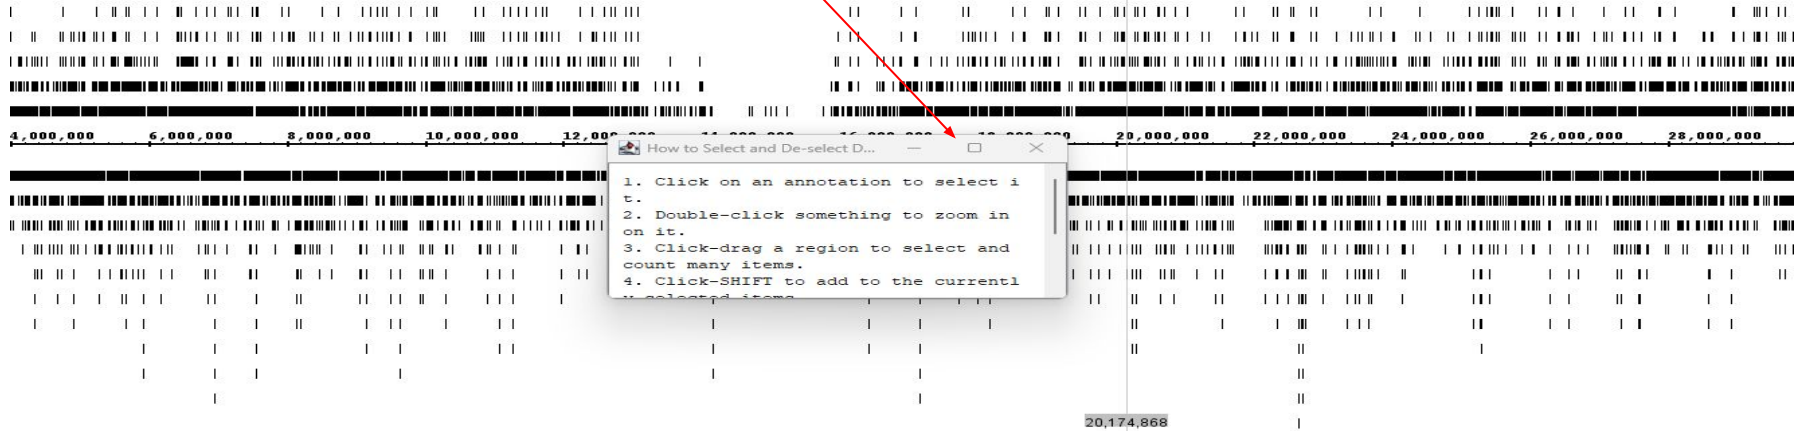 4,000,000 6,000,000 8,000,000 10,000,000 20,000,000 22,000,000 24,000,000 26,000,000 28,000,000
How to Select and De-select D...
1. Click on an annotation to select i
t.
2. Double-click something to zoom in
on it.
3. Click-drag a region to select and
count many items.
4. Click-SHIFT to add to the currentl
y selected items
20,174,868